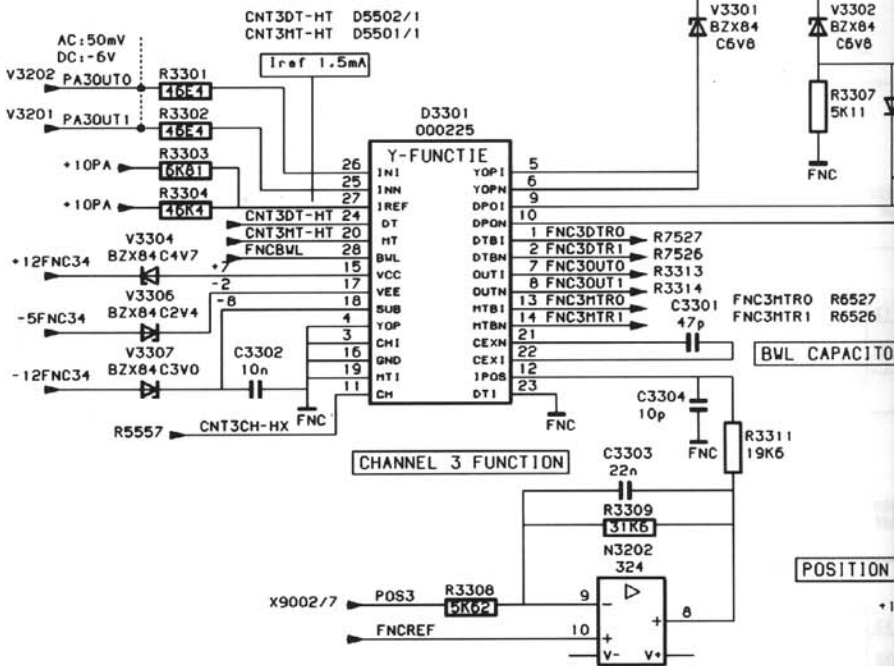 CNT3DT-HT D5502/1
CNT3MT-HT D5501/1
AC:50mV
DC:-6V
Iref 1.5mA
V3301
BZX84
C6V8
V3302
BZX84
C6V8
V3202 PA3OUT0
R3301
46E4
V3201 PA3OUT1
R3302
46E4
+10PA
R3303
6K81
+10PA
R3304
46K4
D3301
OQ0225
Y-FUNCTIE
26 INI
25 INN
27 IREF
CNT3DT-HT 24 DT
CNT3MT-HT 20 MT
FNCBWL 28 BWL
15 VCC
17 VEE
18 SUB
4 YOP
3 CHI
16 GND
19 MTI
11 CH
YOPI 5
YOPN 6
DPOI 9
DPON 10
DTBI 1 FNC3DTR0 R7527
DTBN 2 FNC3DTR1 R7526
OUTI 7 FNC3OUT0 R3313
OUTN 8 FNC3OUT1 R3314
MTBI 13 FNC3MTR0
MTBN 14 FNC3MTR1
CEXN 21
CEXI 22
IPOS 12
DTI 23
R3307
5K11
FNC
V3304
BZX84C4V7
+12FNC34
+7
V3306
BZX84C2V4
-5FNC34
-2
-8
V3307
BZX84C3V0
-12FNC34
C3302
10n
FNC
R5557
CNT3CH-HX
C3301
47p
FNC3MTR0 R6527
FNC3MTR1 R6526
BWL CAPACITO
FNC
C3304
10p
FNC
R3311
19K6
CHANNEL 3 FUNCTION
C3303
22n
R3309
31K6
N3202
324
POSITION
X9002/7
POS3
R3308
5K62
9
-
8
+
FNCREF
10
+
V-
V+
+1